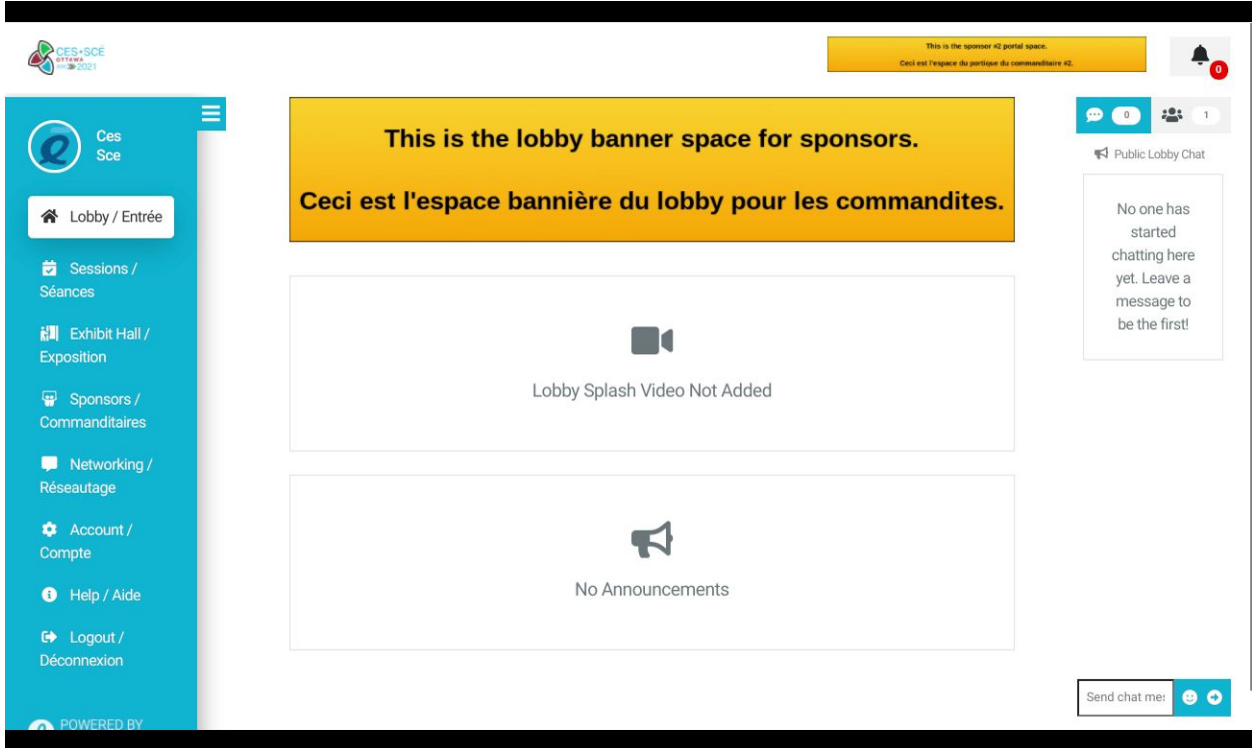 CES•SCÉ
OTTAWA
2021
This is the sponsor #2 portal space.
Ceci est l'espace du portique du commanditaire #2.
0
Ces
Sce
Lobby / Entrée
Sessions /
Séances
Exhibit Hall /
Exposition
Sponsors /
Commanditaires
Networking /
Réseautage
Account /
Compte
Help / Aide
Logout /
Déconnexion
POWERED BY
This is the lobby banner space for sponsors.
Ceci est l'espace bannière du lobby pour les commandites.
Lobby Splash Video Not Added
No Announcements
0
1
Public Lobby Chat
No one has
started
chatting here
yet. Leave a
message to
be the first!
Send chat me